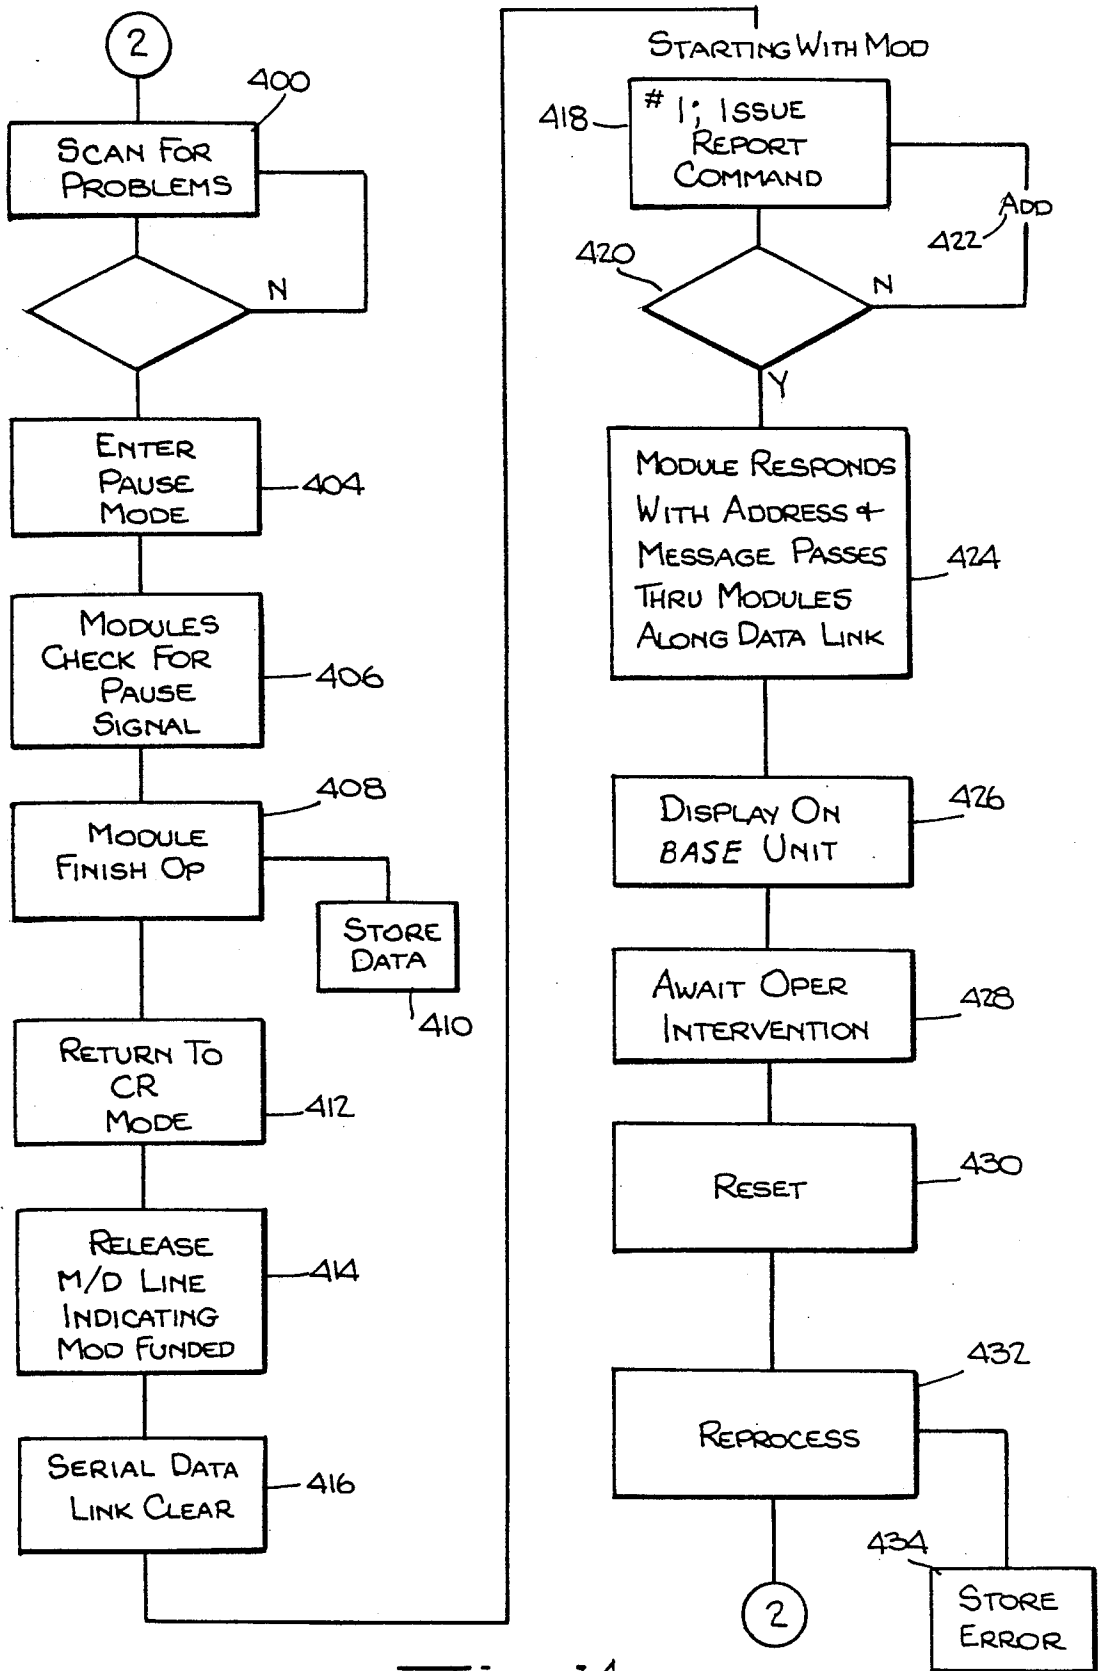 2
400
SCAN FOR
PROBLEMS
N
ENTER
PAUSE
MODE
404
MODULES
CHECK FOR
PAUSE
SIGNAL
406
408
MODULE
FINISH OP
STORE
DATA
410
RETURN TO
CR
MODE
412
RELEASE
M/D LINE
INDICATING
MOD FUNDED
414
SERIAL DATA
LINK CLEAR
416
STARTING WITH MOD
# 1; ISSUE
REPORT
COMMAND
418
ADD
422
420
N
Y
MODULE RESPONDS
WITH ADDRESS &
MESSAGE PASSES
THRU MODULES
ALONG DATA LINK
424
DISPLAY ON
BASE UNIT
426
AWAIT OPER
INTERVENTION
428
RESET
430
432
REPROCESS
434
STORE
ERROR
2